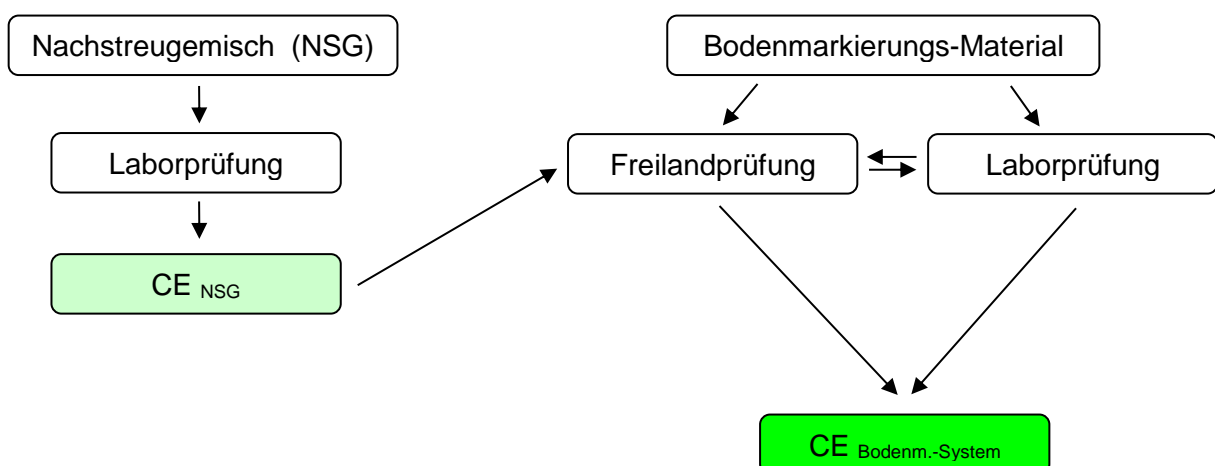 Nachstreugemisch (NSG)
Bodenmarkierungs-Material
Laborprüfung
Freilandprüfung
Laborprüfung
CE NSG
CE Bodenm.-System